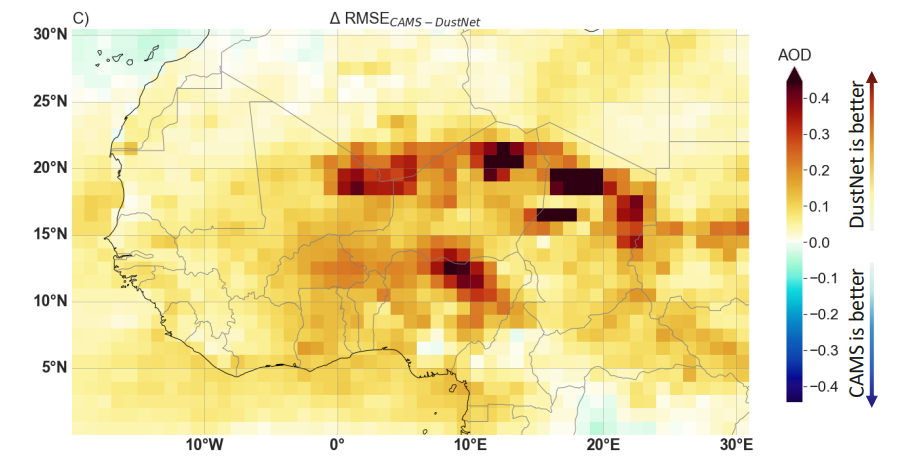 C)
Δ RMSE_CAMS − DustNet
30°N
25°N
20°N
15°N
10°N
5°N
10°W
0°
10°E
20°E
30°E
AOD
0.4
0.3
0.2
0.1
0.0
−0.1
−0.2
−0.3
−0.4
DustNet is better
CAMS is better